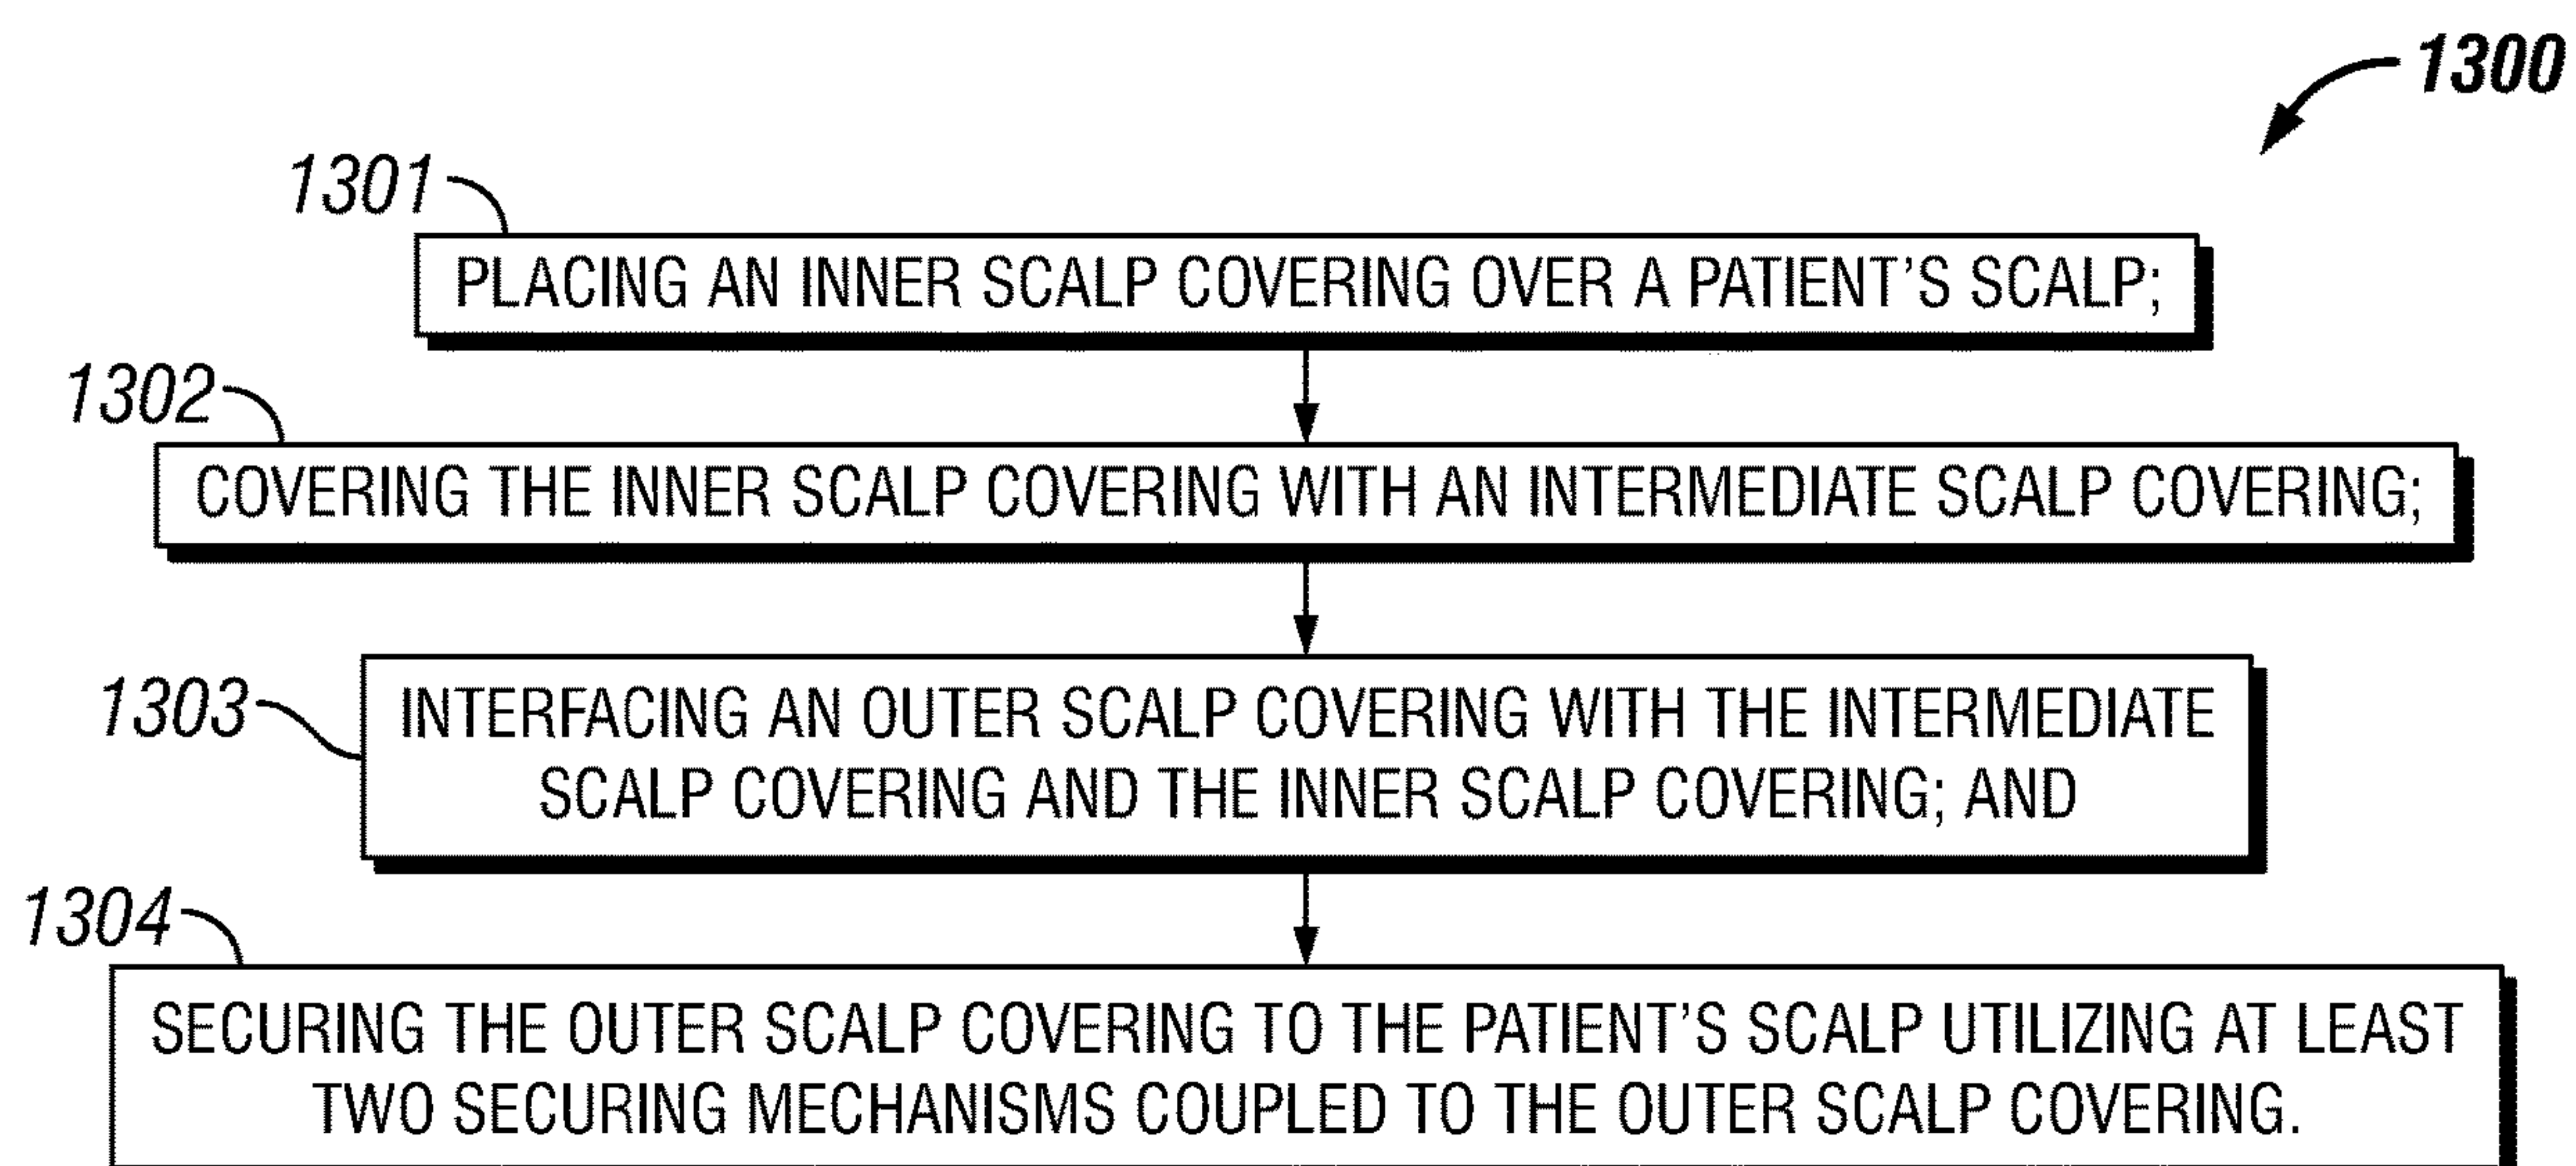 1300
1301
PLACING AN INNER SCALP COVERING OVER A PATIENT'S SCALP;
1302
COVERING THE INNER SCALP COVERING WITH AN INTERMEDIATE SCALP COVERING;
1303
INTERFACING AN OUTER SCALP COVERING WITH THE INTERMEDIATE
SCALP COVERING AND THE INNER SCALP COVERING; AND
1304
SECURING THE OUTER SCALP COVERING TO THE PATIENT'S SCALP UTILIZING AT LEAST
TWO SECURING MECHANISMS COUPLED TO THE OUTER SCALP COVERING.